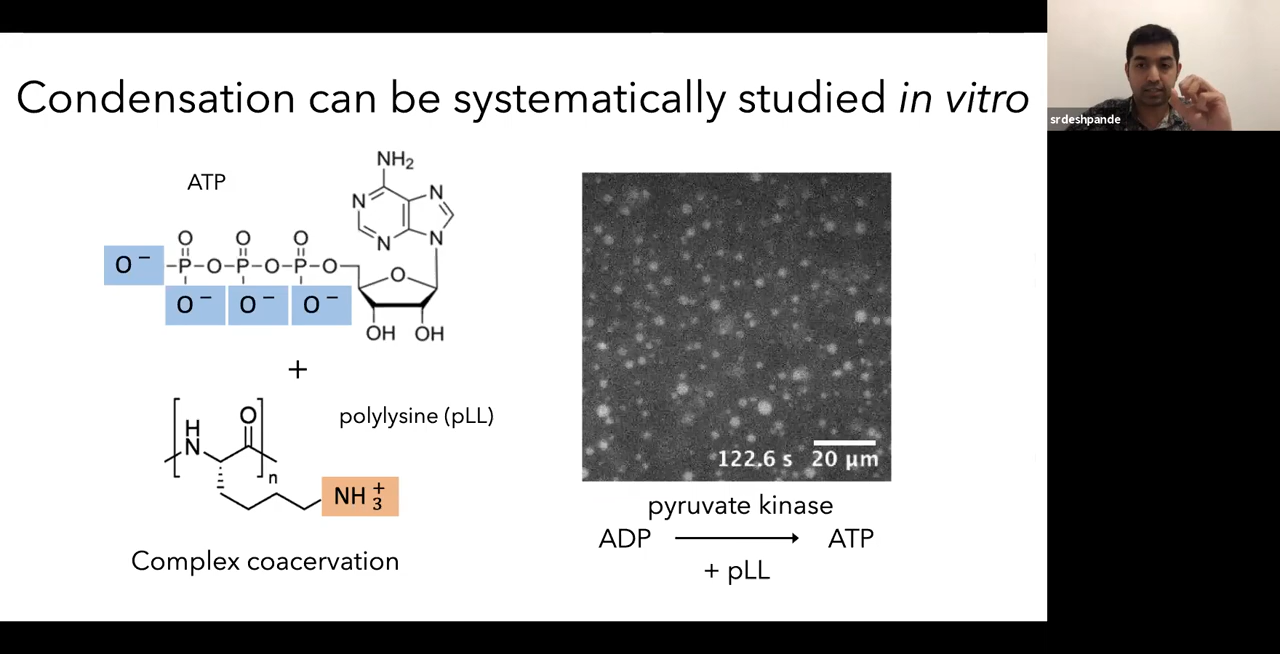 Condensation can be systematically studied in vitro
srdeshpande
ATP
NH₂
N
N
N
N
O O O
O⁻ P O P O P O O
O⁻ O⁻ O⁻
OH OH
+
polylysine (pLL)
H
N
O
n
NH₃⁺
Complex coacervation
122.6 s 20 µm
pyruvate kinase
ADP → ATP
+ pLL